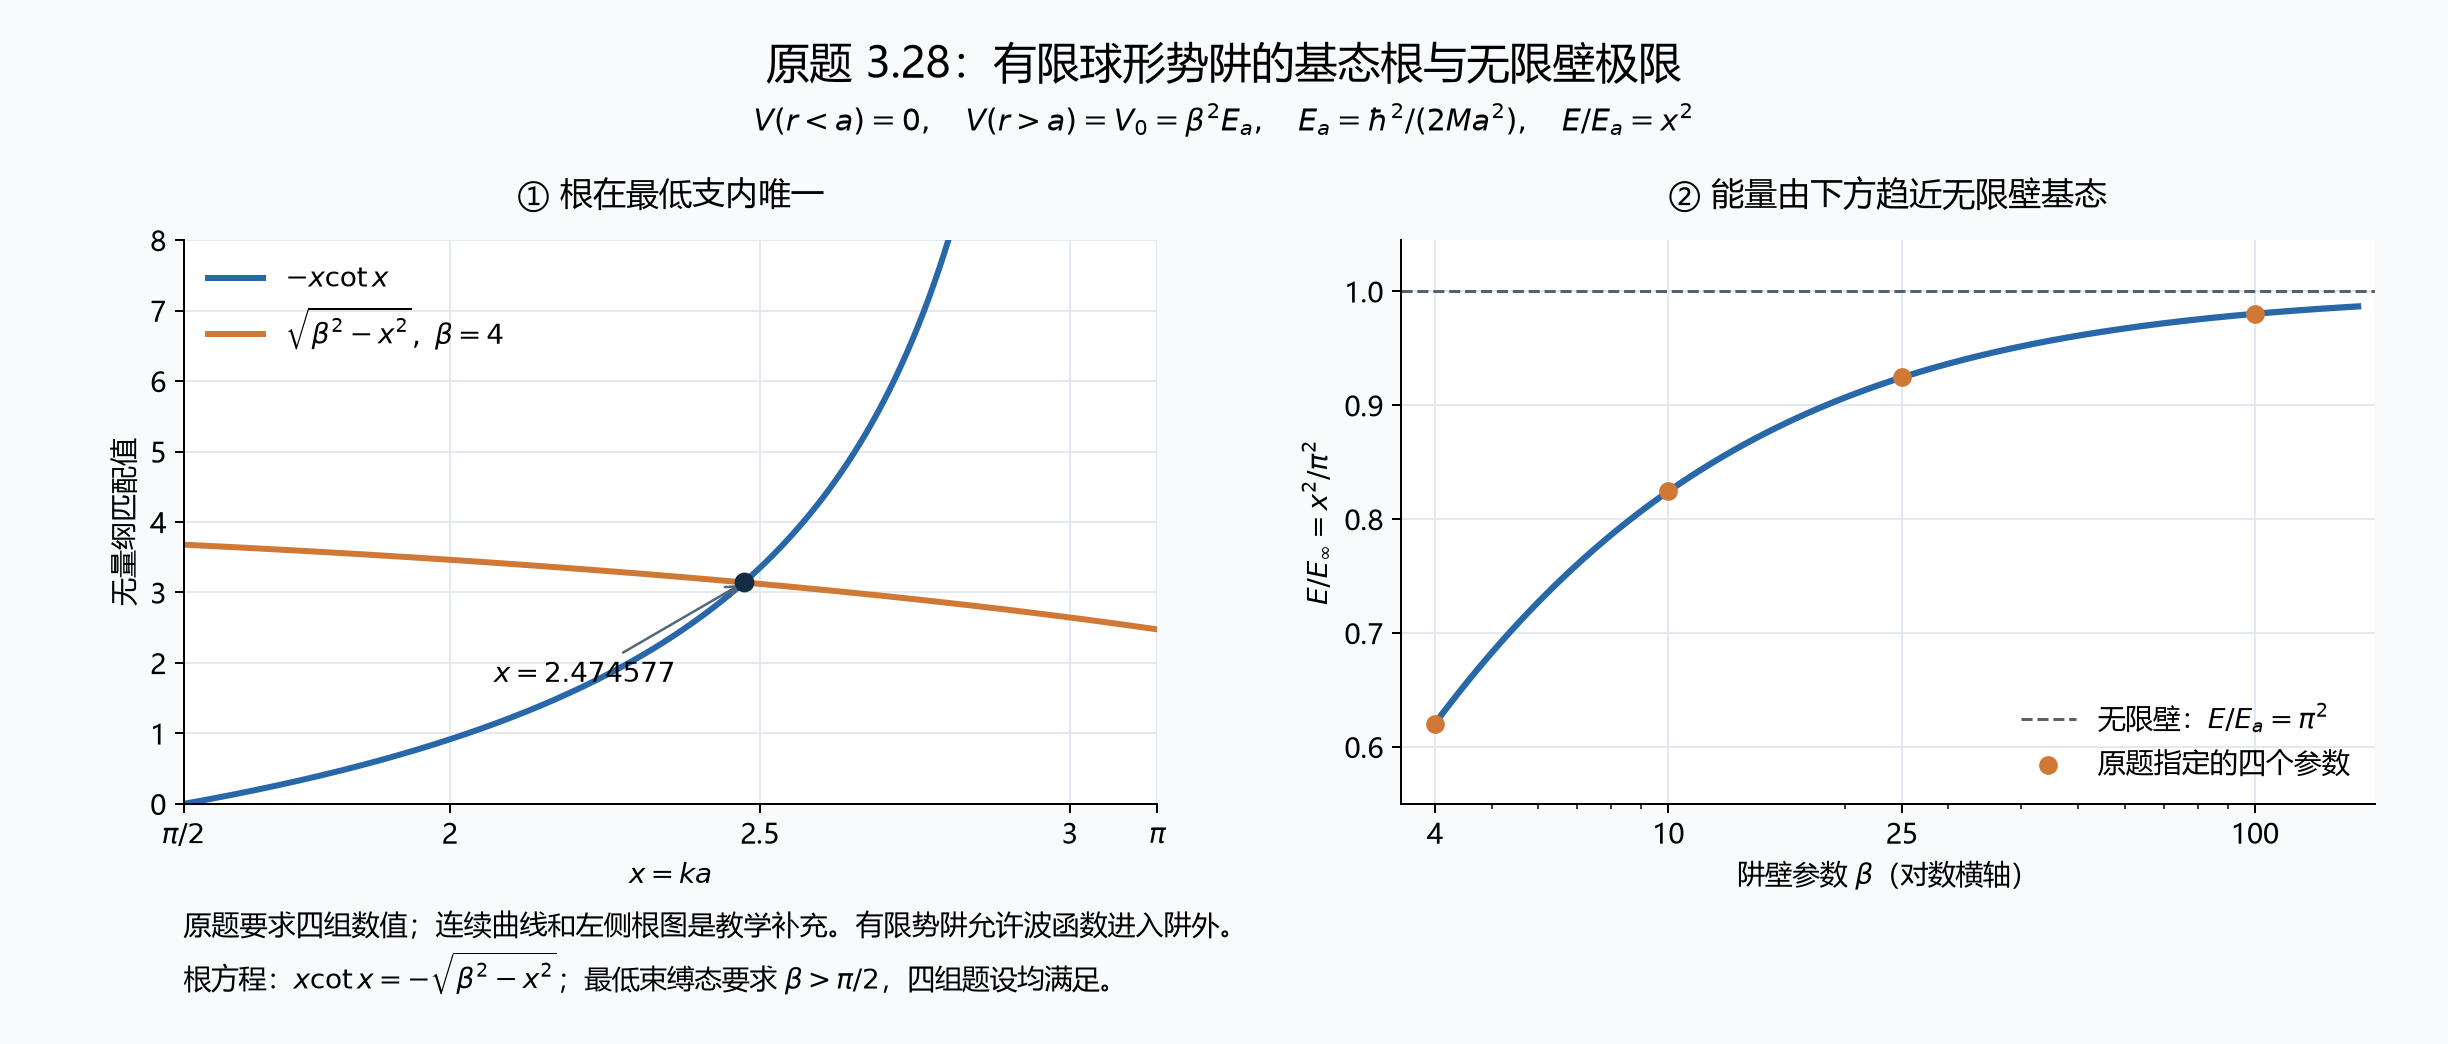 原题 3.28：有限球形势阱的基态根与无限壁极限
V(r < a) = 0, V(r > a) = V₀ = β²Eₐ, Eₐ = ħ²/(2Ma²), E/Eₐ = x²
① 根在最低支内唯一
8
7
6
5
4
3
2
1
0
无量纲匹配值
−x cot x
√(β² − x²), β = 4
x = 2.474577
π/2
2
2.5
3
π
x = ka
② 能量由下方趋近无限壁基态
1.0
0.9
0.8
0.7
0.6
E/E∞ = x²/π²
无限壁：E/Eₐ = π²
原题指定的四个参数
4
10
25
100
阱壁参数 β（对数横轴）
原题要求四组数值；连续曲线和左侧根图是教学补充。有限势阱允许波函数进入阱外。
根方程：x cot x = −√(β² − x²)；最低束缚态要求 β > π/2，四组题设均满足。